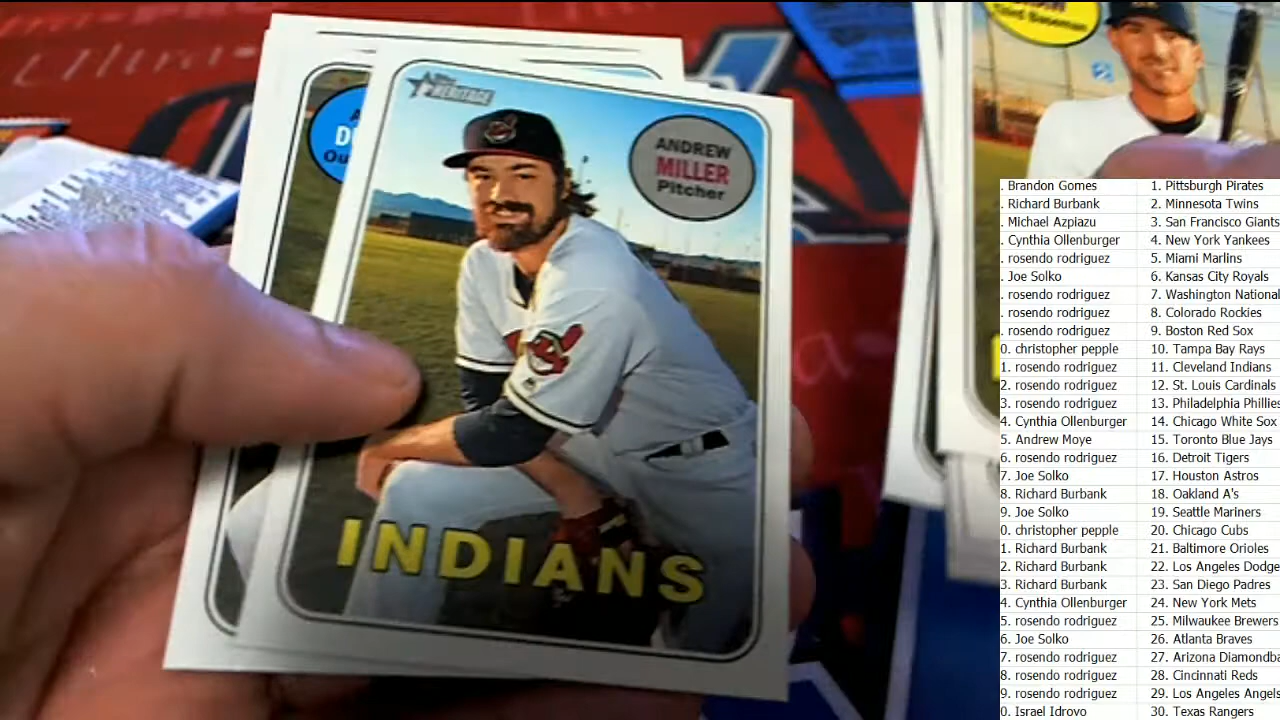 Topps
HERITAGE
ANDREW
MILLER
Pitcher
INDIANS
Third Baseman
. Brandon Gomes 1. Pittsburgh Pirates
. Richard Burbank 2. Minnesota Twins
. Michael Azpiazu 3. San Francisco Giants
. Cynthia Ollenburger 4. New York Yankees
. rosendo rodriguez 5. Miami Marlins
. Joe Solko 6. Kansas City Royals
. rosendo rodriguez 7. Washington National
. rosendo rodriguez 8. Colorado Rockies
. rosendo rodriguez 9. Boston Red Sox
0. christopher pepple 10. Tampa Bay Rays
1. rosendo rodriguez 11. Cleveland Indians
2. rosendo rodriguez 12. St. Louis Cardinals
3. rosendo rodriguez 13. Philadelphia Phillies
4. Cynthia Ollenburger 14. Chicago White Sox
5. Andrew Moye 15. Toronto Blue Jays
6. rosendo rodriguez 16. Detroit Tigers
7. Joe Solko 17. Houston Astros
8. Richard Burbank 18. Oakland A's
9. Joe Solko 19. Seattle Mariners
0. christopher pepple 20. Chicago Cubs
1. Richard Burbank 21. Baltimore Orioles
2. Richard Burbank 22. Los Angeles Dodge
3. Richard Burbank 23. San Diego Padres
4. Cynthia Ollenburger 24. New York Mets
5. rosendo rodriguez 25. Milwaukee Brewers
6. Joe Solko 26. Atlanta Braves
7. rosendo rodriguez 27. Arizona Diamondba
8. rosendo rodriguez 28. Cincinnati Reds
9. rosendo rodriguez 29. Los Angeles Angels
0. Israel Idrovo 30. Texas Rangers